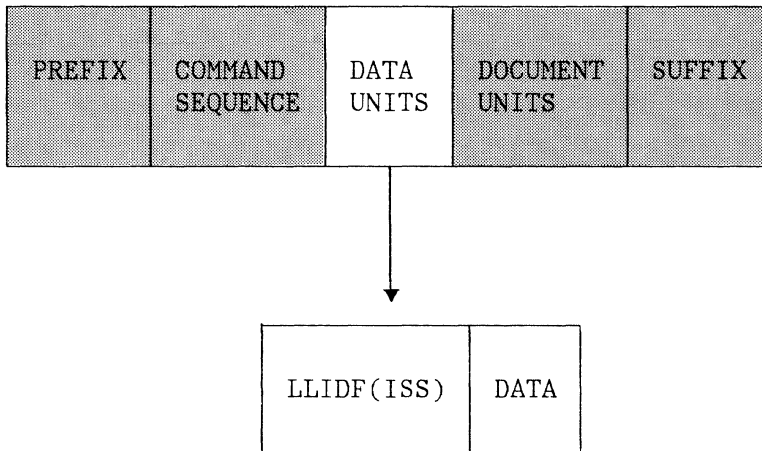 PREFIX
COMMAND
SEQUENCE
DATA
UNITS
DOCUMENT
UNITS
SUFFIX
LLIDF(ISS)
DATA